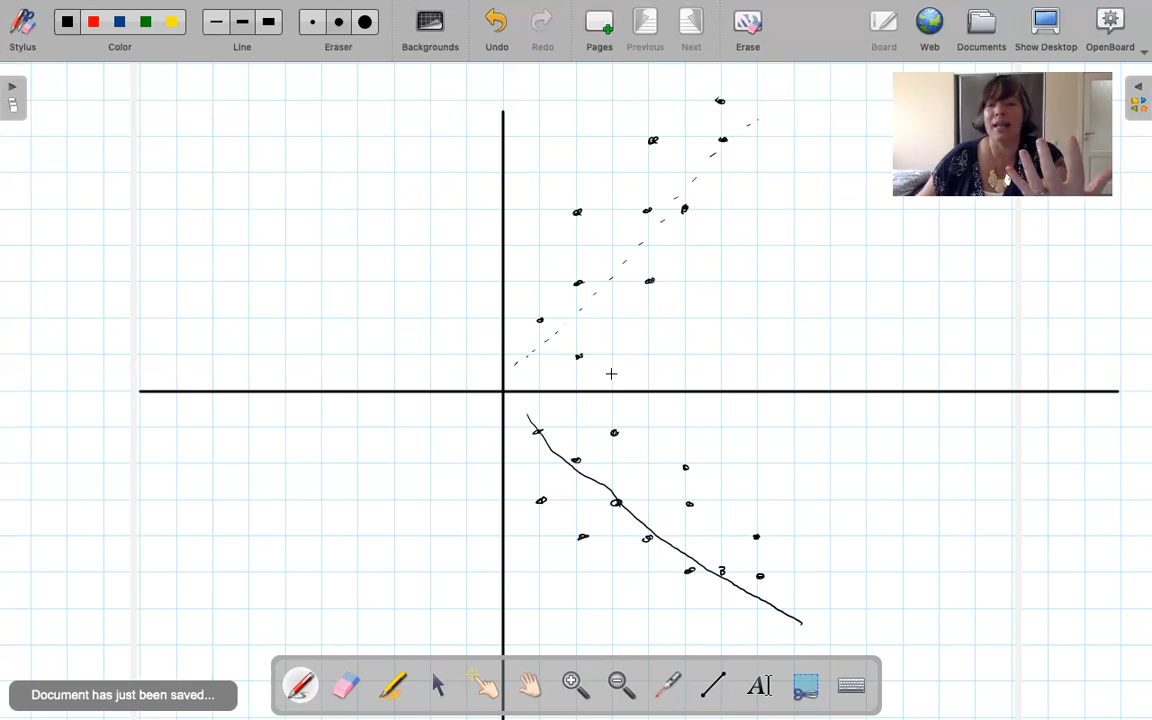 Stylus
Color
Line
Eraser
Backgrounds
Undo
Redo
Pages
Previous
Next
Erase
Board
Web
Documents
Show Desktop
OpenBoard
Document has just been saved...